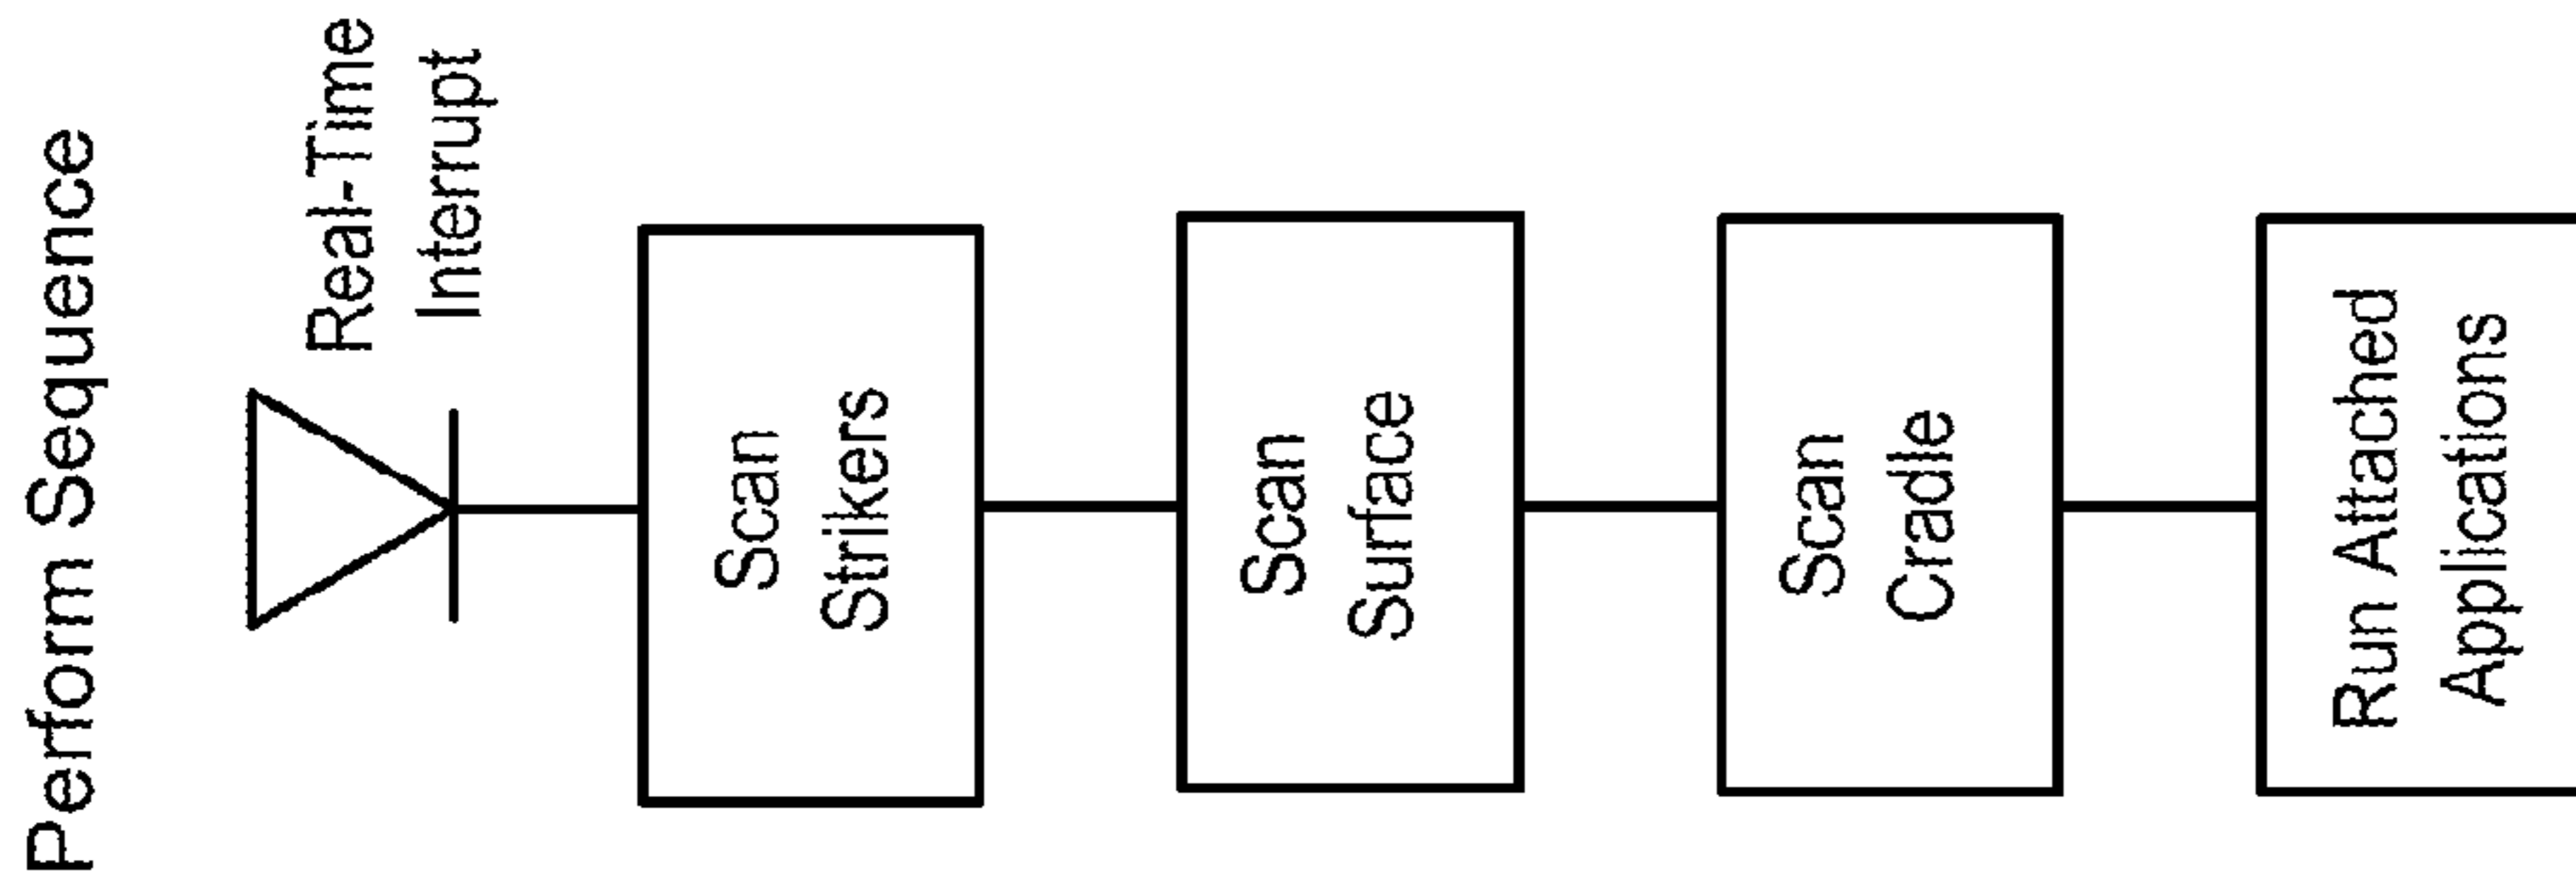 Perform Sequence
Real-Time
Interrupt
Scan
Strikers
Scan
Surface
Scan
Cradle
Run Attached
Applications